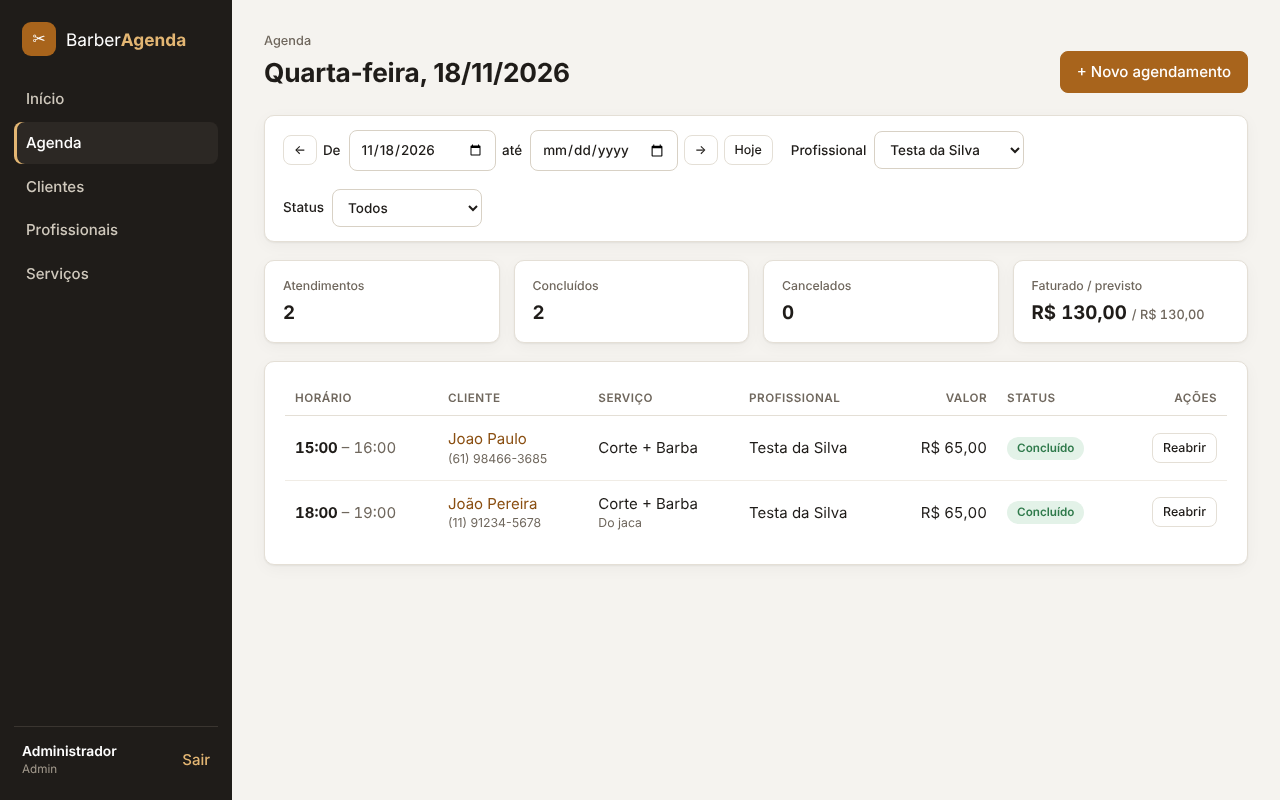 BarberAgenda
Início
Agenda
Clientes
Profissionais
Serviços
Administrador
Admin
Sair
Agenda
Quarta-feira, 18/11/2026
+ Novo agendamento
← De 11/18/2026 até mm/dd/yyyy → Hoje Profissional Testa da Silva
Status Todos
Atendimentos
2
Concluídos
2
Cancelados
0
Faturado / previsto
R$ 130,00 / R$ 130,00
HORÁRIO CLIENTE SERVIÇO PROFISSIONAL VALOR STATUS AÇÕES
15:00 – 16:00 Joao Paulo Corte + Barba Testa da Silva R$ 65,00 Concluído Reabrir
(61) 98466-3685
18:00 – 19:00 João Pereira Corte + Barba Testa da Silva R$ 65,00 Concluído Reabrir
(11) 91234-5678 Do jaca